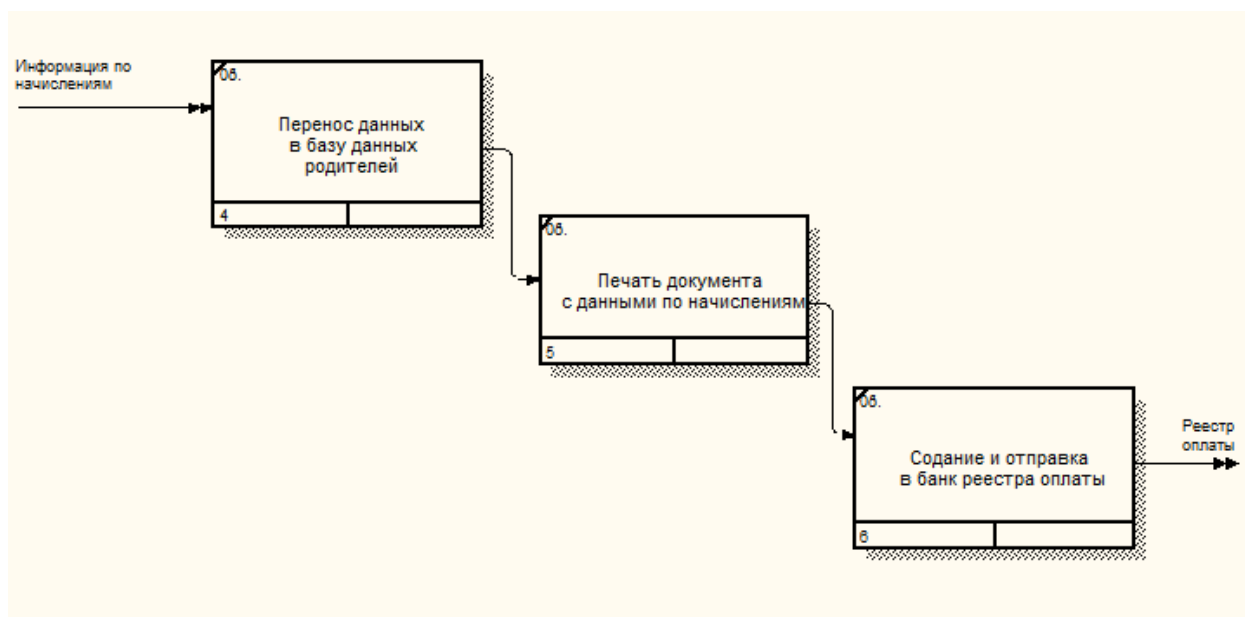 Информация по
начислениям
0б.
Перенос данных
в базу данных
родителей
4
0б.
Печать документа
с данными по начислениям
5
0б.
Содание и отправка
в банк реестра оплаты
6
Реестр
оплаты